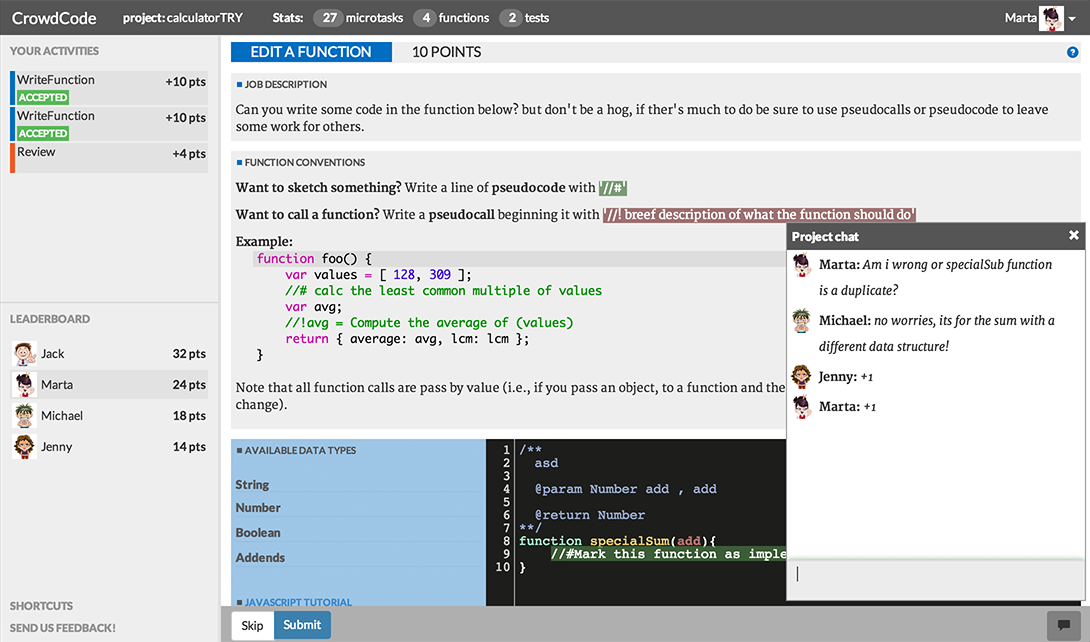 CrowdCode project: calculatorTRY Stats: 27 microtasks 4 functions 2 tests Marta
YOUR ACTIVITIES
WriteFunction +10 pts
ACCEPTED
WriteFunction +10 pts
ACCEPTED
Review +4 pts
LEADERBOARD
Jack 32 pts
Marta 24 pts
Michael 18 pts
Jenny 14 pts
SHORTCUTS
SEND US FEEDBACK!
EDIT A FUNCTION 10 POINTS ?
JOB DESCRIPTION
Can you write some code in the function below? but don't be a hog, if ther's much to do be sure to use pseudocalls or pseudocode to leave
some work for others.
FUNCTION CONVENTIONS
Want to sketch something? Write a line of pseudocode with '//#'
Want to call a function? Write a pseudocall beginning it with '//! breef description of what the function should do'
Example:
function foo() {
var values = [ 128, 309 ];
//# calc the least common multiple of values
var avg;
//!avg = Compute the average of (values)
return { average: avg, lcm: lcm };
}
Note that all function calls are pass by value (i.e., if you pass an object, to a function and the
change).
AVAILABLE DATA TYPES
String
Number
Boolean
Addends
JAVASCRIPT TUTORIAL
1 /**
2 asd
3
4 @param Number add , add
5
6 @return Number
7 **/
8 function specialSum(add){
9 //#Mark this function as imple
10 }
Skip Submit
Project chat ×
Marta: Am i wrong or specialSub function
is a duplicate?
Michael: no worries, its for the sum with a
different data structure!
Jenny: +1
Marta: +1